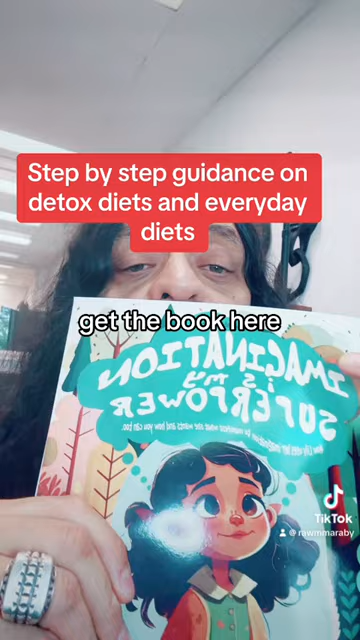 Step by step guidance on
detox diets and everyday
diets
get the book here
IMAGINATION
is my
SUPERPOWER
TikTok
@rawmmaraby